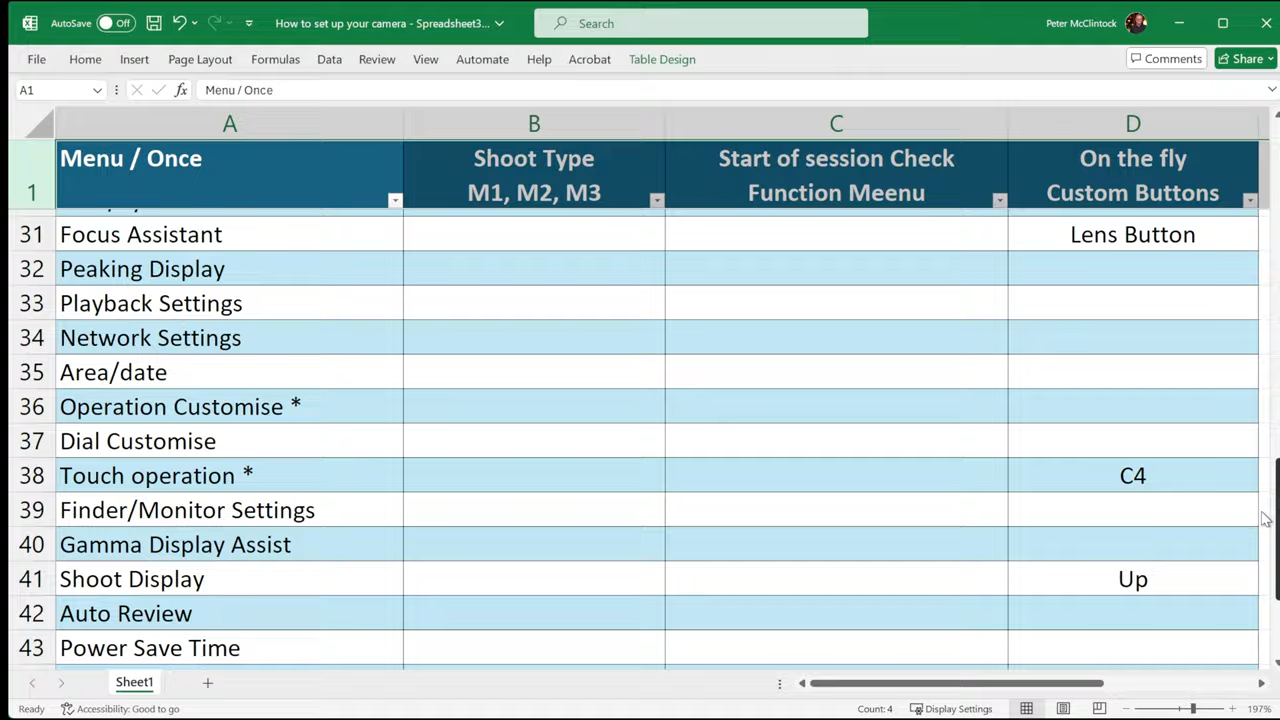 AutoSave Off How to set up your camera - Spreadsheet3... Search Peter McClintock
File Home Insert Page Layout Formulas Data Review View Automate Help Acrobat Table Design Comments Share
A1 fx Menu / Once
A B C D
Menu / Once Shoot Type Start of session Check On the fly
1 M1, M2, M3 Function Meenu Custom Buttons
31 Focus Assistant Lens Button
32 Peaking Display
33 Playback Settings
34 Network Settings
35 Area/date
36 Operation Customise *
37 Dial Customise
38 Touch operation * C4
39 Finder/Monitor Settings
40 Gamma Display Assist
41 Shoot Display Up
42 Auto Review
43 Power Save Time
Sheet1
Ready Accessibility: Good to go Count: 4 Display Settings 197%